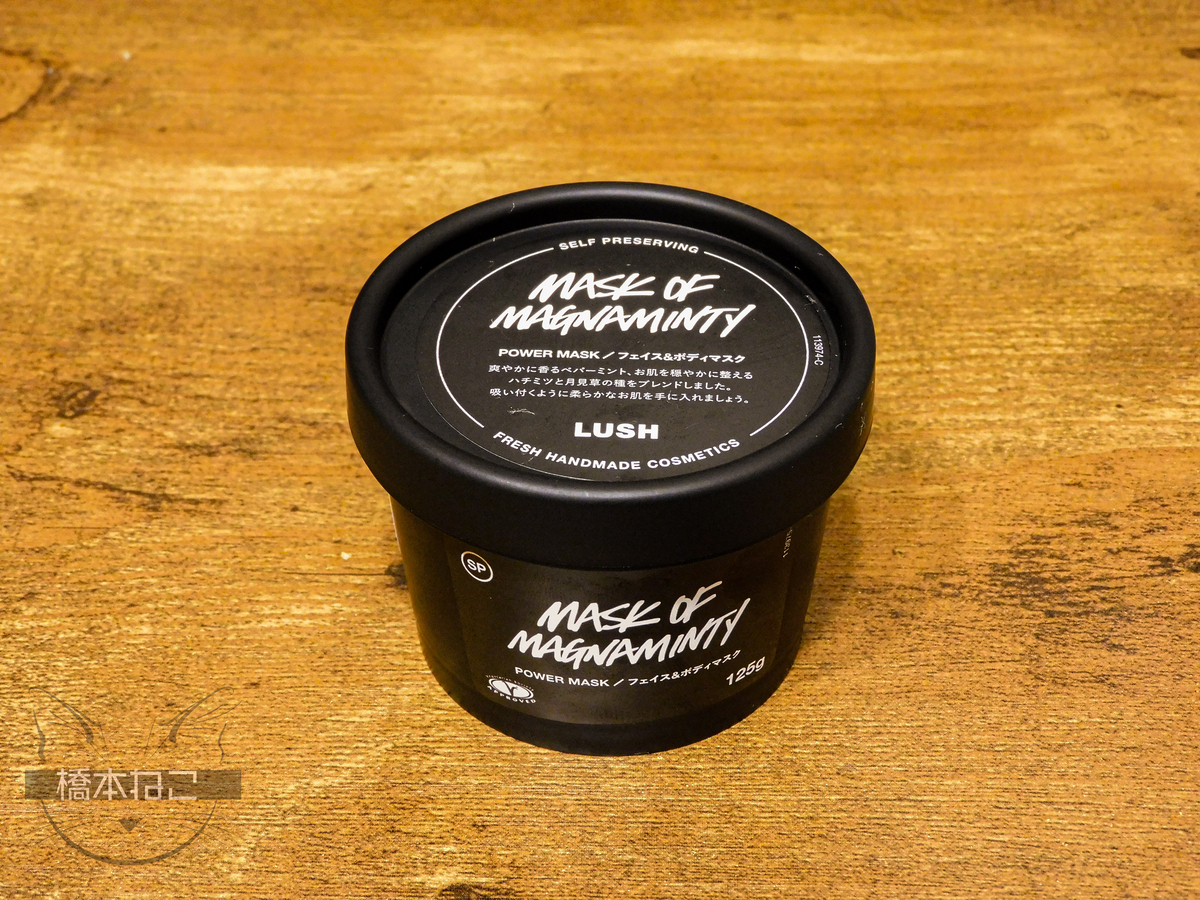 SELF PRESERVING
MASK OF
MAGNAMINTY
POWER MASK / フェイス&ボディマスク
爽やかに香るペパーミント、お肌を穏やかに整える
ハチミツと月見草の種をブレンドしました。
吸い付くように柔らかなお肌を手に入れましょう。
LUSH
FRESH HANDMADE COSMETICS
113974-C
SP
MASK OF
MAGNAMINTY
POWER MASK / フェイス&ボディマスク
125g
APPROVED
橋本ねこ